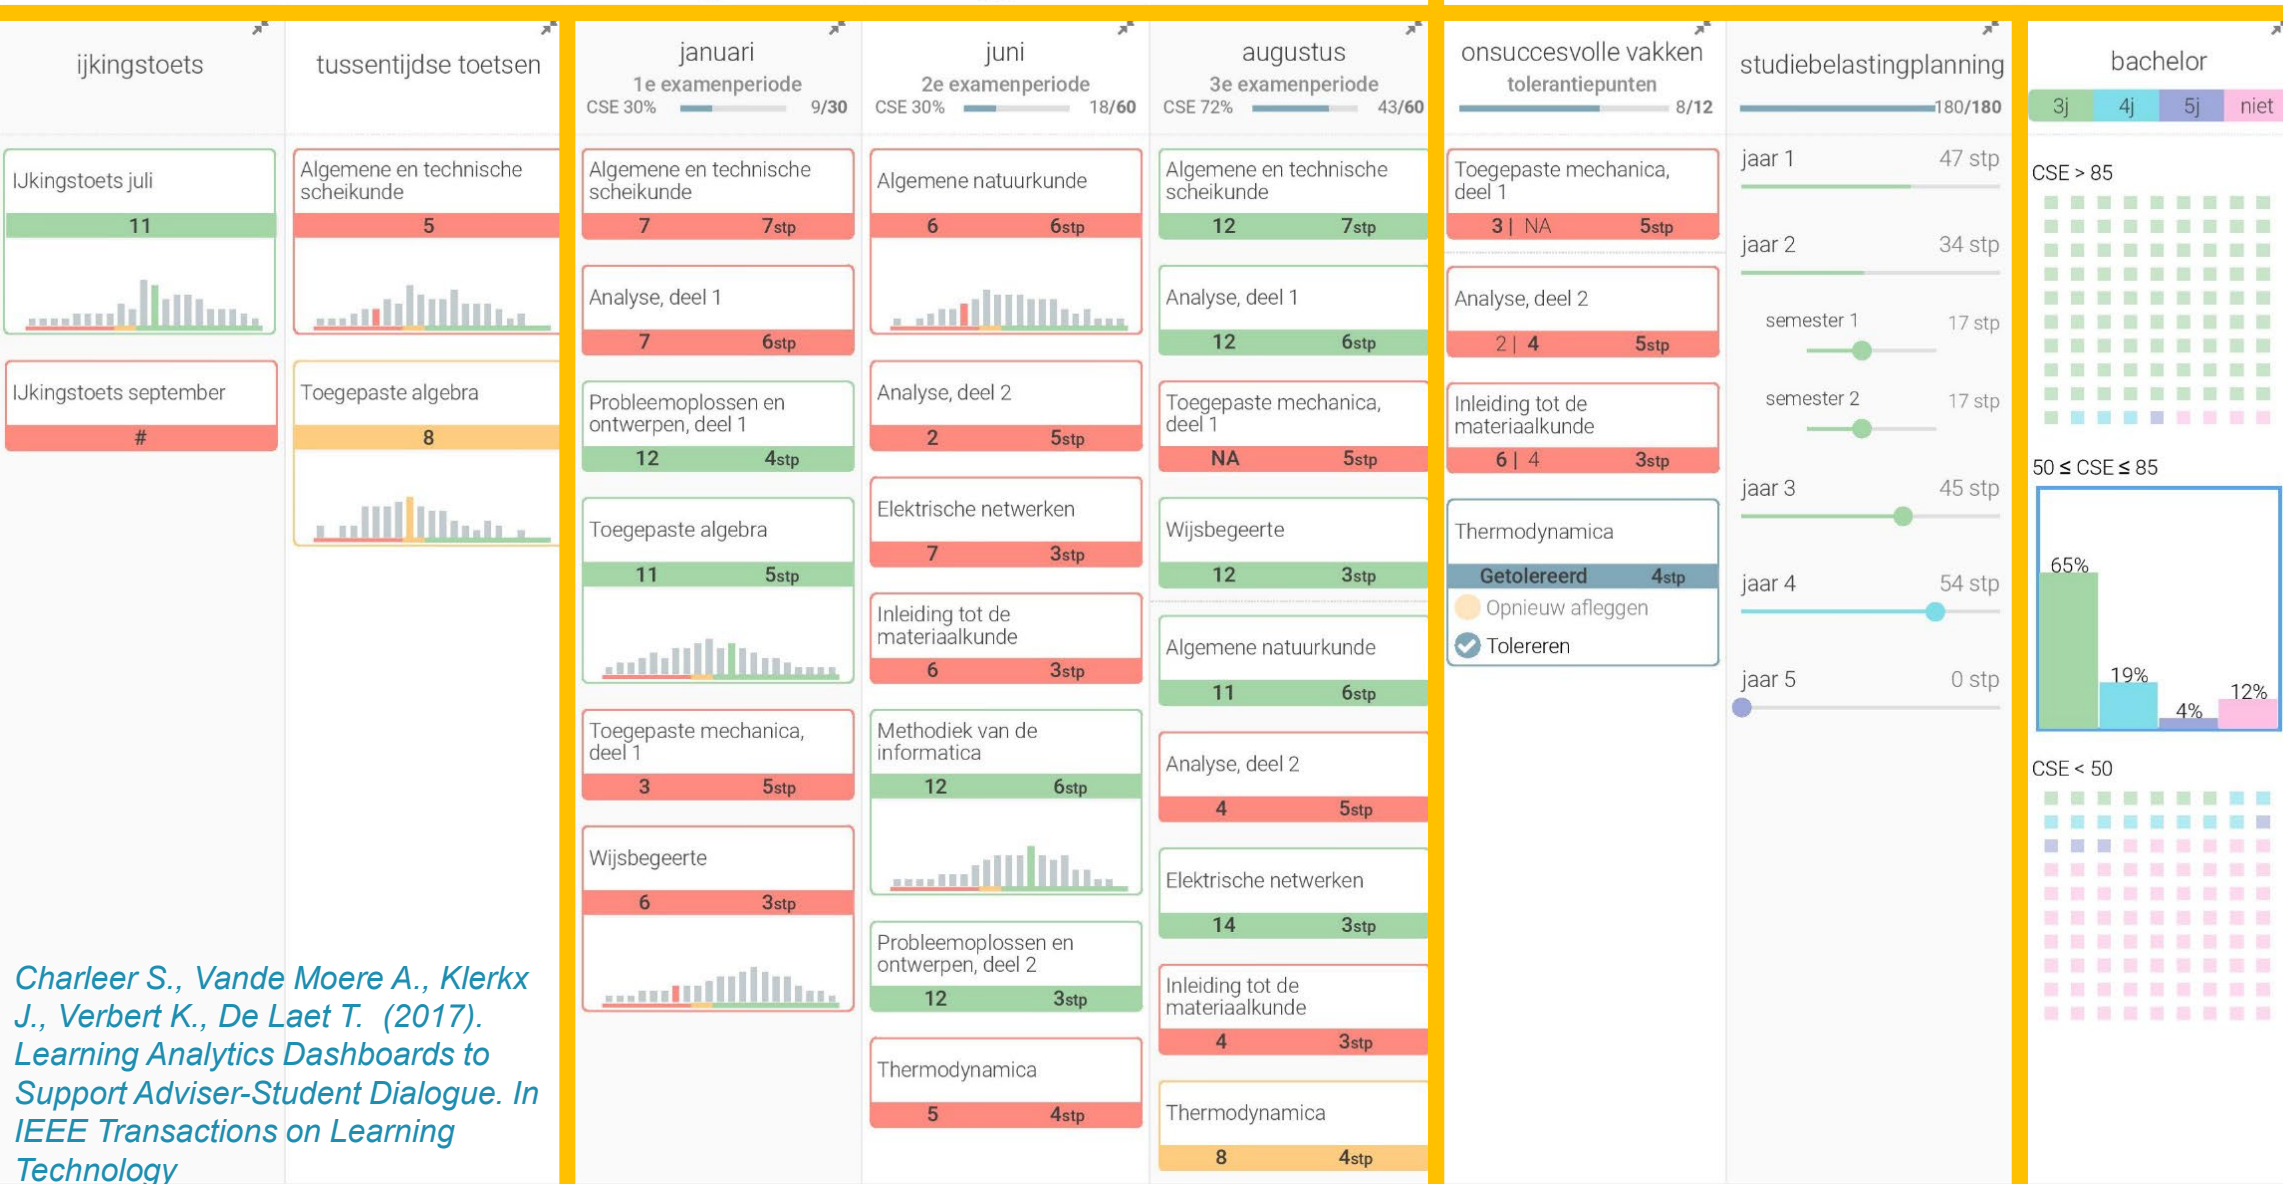 ijkingstoets
IJkingstoets juli
11
IJkingstoets september
#
tussentijdse toetsen
Algemene en technische
scheikunde
5
Toegepaste algebra
8
januari
1e examenperiode
CSE 30% 9/30
Algemene en technische
scheikunde
7 7stp
Analyse, deel 1
7 6stp
Probleemoplossen en
ontwerpen, deel 1
12 4stp
Toegepaste algebra
11 5stp
Toegepaste mechanica,
deel 1
3 5stp
Wijsbegeerte
6 3stp
juni
2e examenperiode
CSE 30% 18/60
Algemene natuurkunde
6 6stp
Analyse, deel 2
2 5stp
Elektrische netwerken
7 3stp
Inleiding tot de
materiaalkunde
6 3stp
Methodiek van de
informatica
12 6stp
Probleemoplossen en
ontwerpen, deel 2
12 3stp
Thermodynamica
5 4stp
augustus
3e examenperiode
CSE 72% 43/60
Algemene en technische
scheikunde
12 7stp
Analyse, deel 1
12 6stp
Toegepaste mechanica,
deel 1
NA 5stp
Wijsbegeerte
12 3stp
Algemene natuurkunde
11 6stp
Analyse, deel 2
4 5stp
Elektrische netwerken
14 3stp
Inleiding tot de
materiaalkunde
4 3stp
Thermodynamica
8 4stp
onsuccesvolle vakken
tolerantiepunten
8/12
Toegepaste mechanica,
deel 1
3 | NA 5stp
Analyse, deel 2
2 | 4 5stp
Inleiding tot de
materiaalkunde
6 | 4 3stp
Thermodynamica
Getolereerd 4stp
Opnieuw afleggen
Tolereren
studiebelastingplanning
180/180
jaar 1 47 stp
jaar 2 34 stp
semester 1 17 stp
semester 2 17 stp
jaar 3 45 stp
jaar 4 54 stp
jaar 5 0 stp
bachelor
3j 4j 5j niet
CSE > 85
50 ≤ CSE ≤ 85
65%
19%
4%
12%
CSE < 50
Charleer S., Vande Moere A., Klerkx
J., Verbert K., De Laet T. (2017).
Learning Analytics Dashboards to
Support Adviser-Student Dialogue. In
IEEE Transactions on Learning
Technology